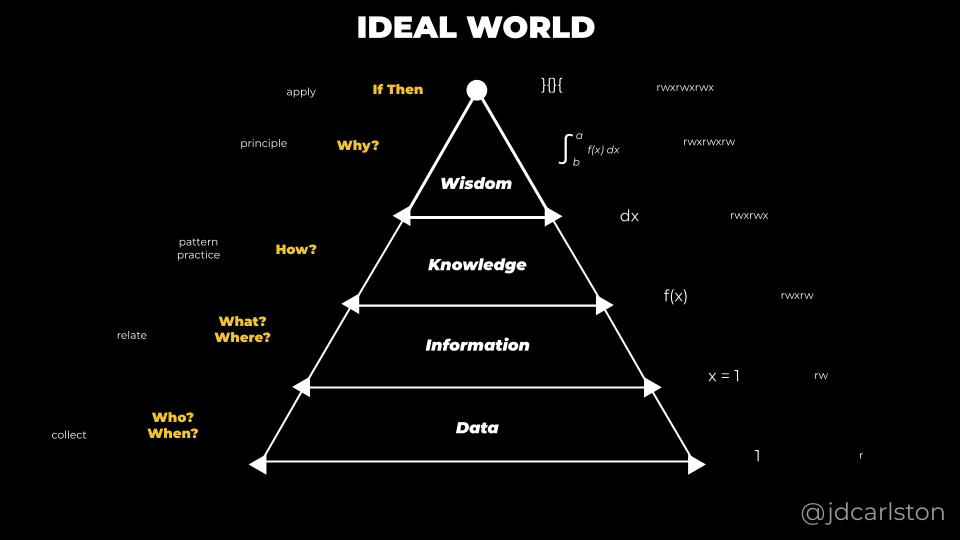 IDEAL WORLD
apply
If Then
}{}{
rwxrwxrwx
principle
Why?
∫ a b f(x) dx
rwxrwxrw
Wisdom
dx
rwxrwx
pattern
practice
How?
Knowledge
f(x)
rwxrw
relate
What?
Where?
Information
x = 1
rw
collect
Who?
When?
Data
1
r
@jdcarlston